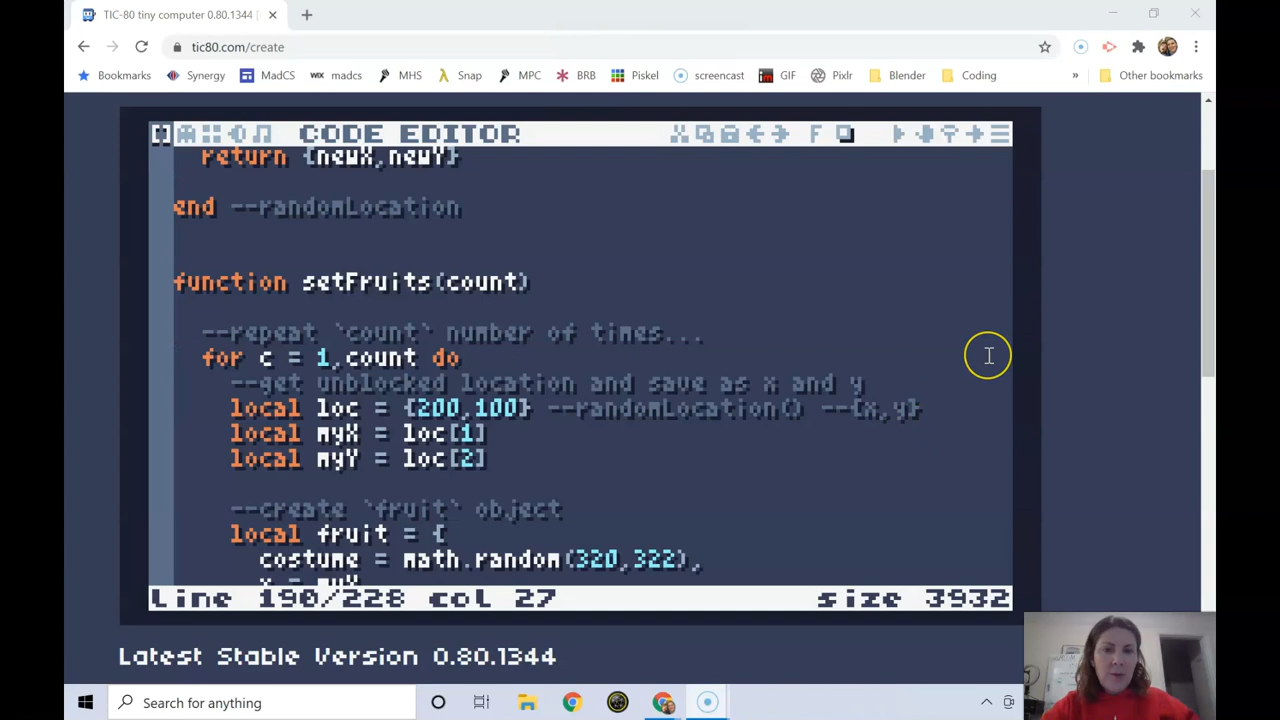 TIC-80 tiny computer 0.80.1344
tic80.com/create
Bookmarks Synergy MadCS WIX madcs MHS Snap MPC BRB Piskel screencast GIF Pixlr Blender Coding » Other bookmarks
CODE EDITOR F
return {newX,newY}
end --randomLocation
function setFruits(count)
--repeat `count` number of times...
for c = 1,count do
--get unblocked location and save as x and y
local loc = {200,100} --randomLocation() --{x,y}
local myX = loc[1]
local myY = loc[2]
--create `fruit` object
local fruit = {
costume = math.random(320,322),
x = myX
Line 190/228 col 27 size 3932
Latest Stable Version 0.80.1344
Search for anything